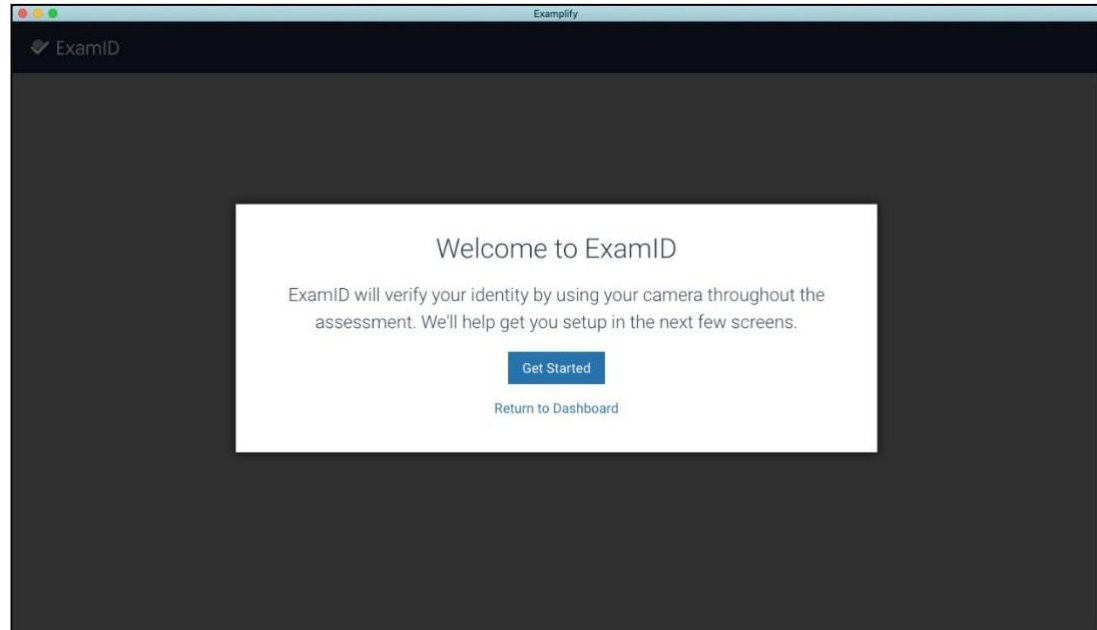 Examplify
ExamID
Welcome to ExamID
ExamID will verify your identity by using your camera throughout the
assessment. We'll help get you setup in the next few screens.
Get Started
Return to Dashboard